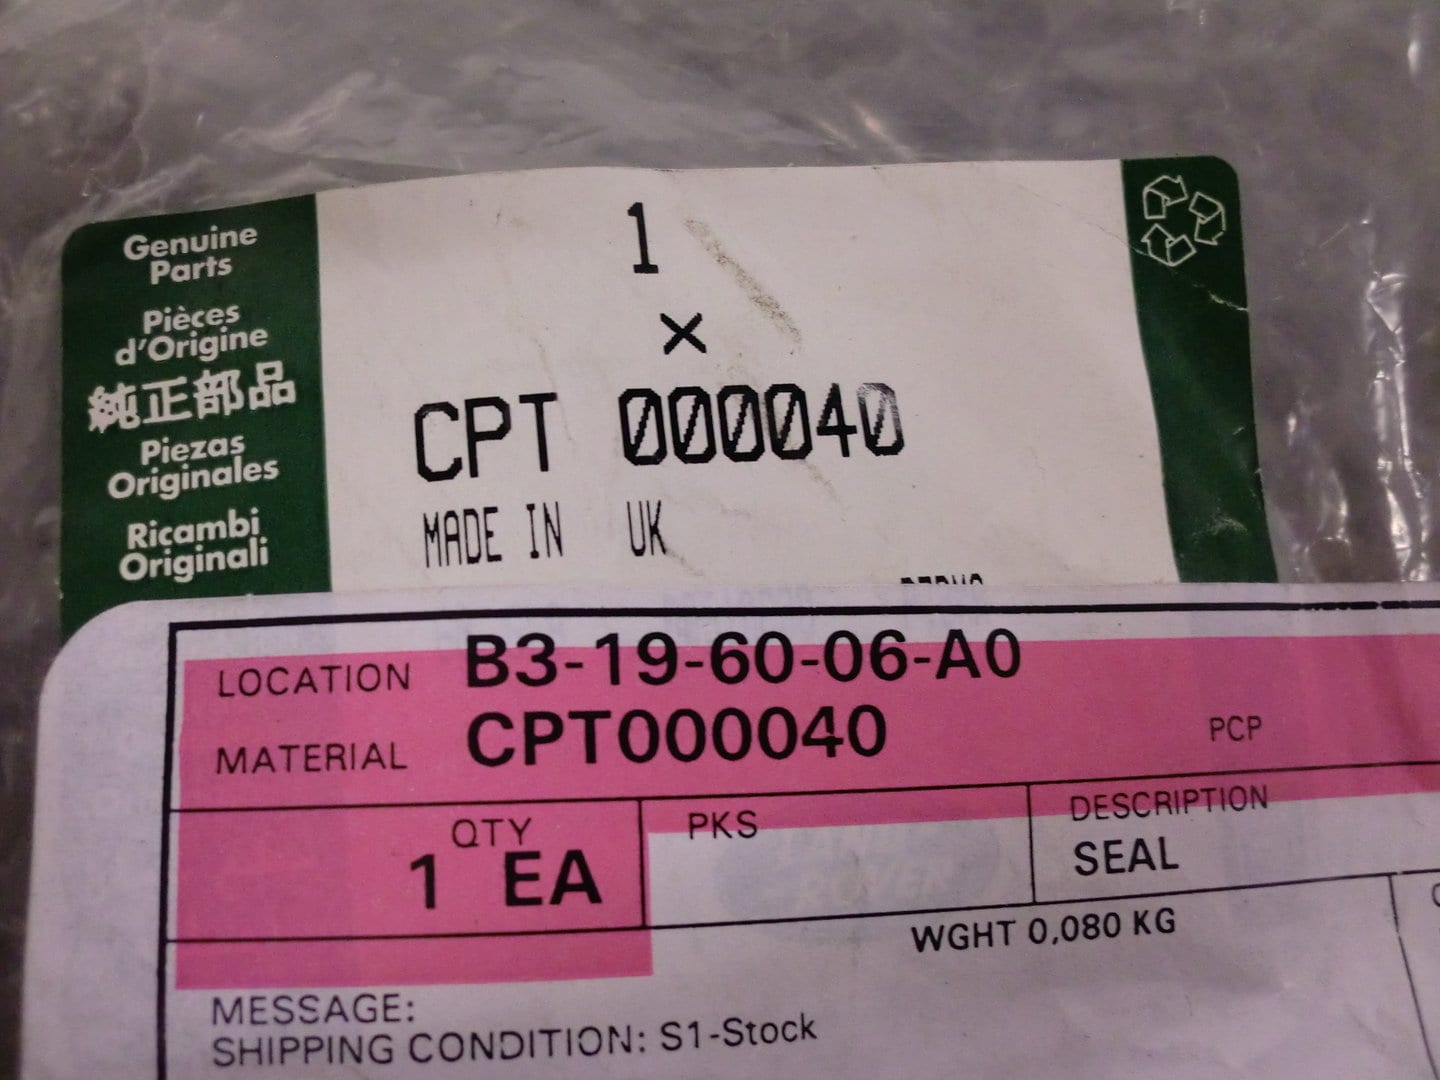 Genuine
Parts
Pièces
d'Origine
純正部品
Piezas
Originales
Ricambi
Originali
1
×
CPT 000040
MADE IN UK
LOCATION B3-19-60-06-A0
MATERIAL CPT000040 PCP
QTY PKS DESCRIPTION
1 EA SEAL
WGHT 0,080 KG
MESSAGE:
SHIPPING CONDITION: S1-Stock
LAND
ROVER